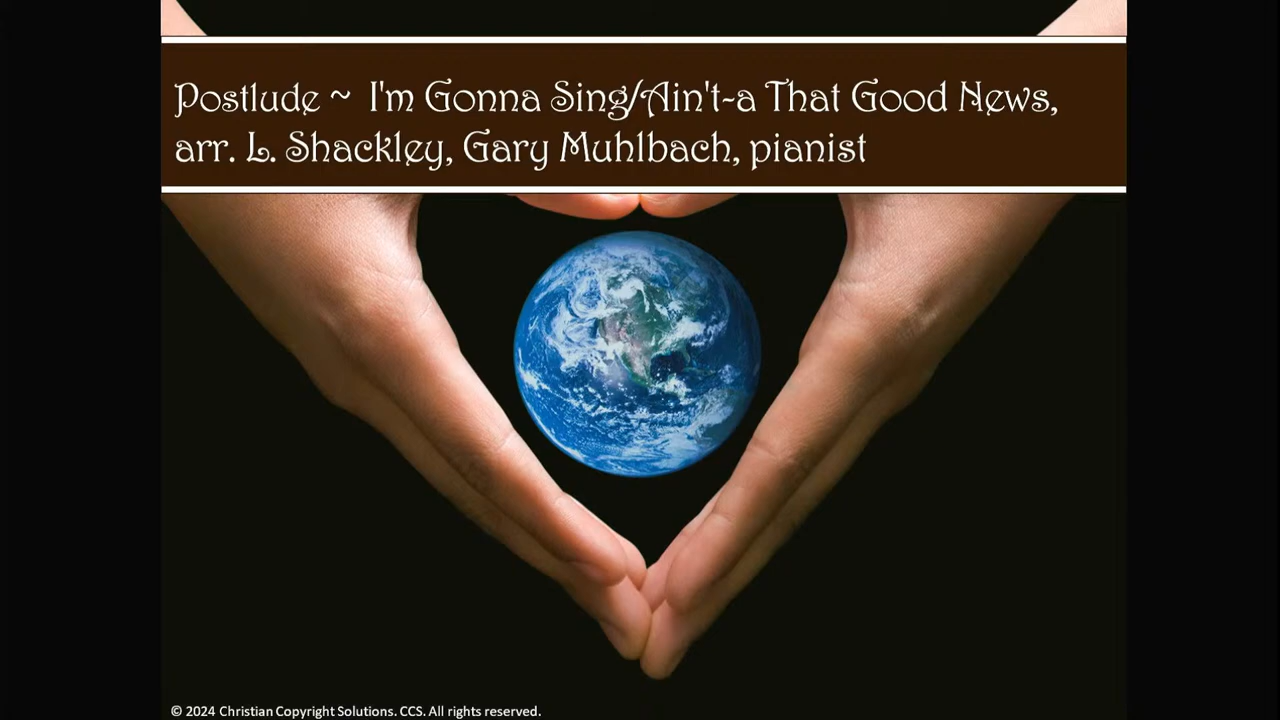 Postlude ~ I'm Gonna Sing/Ain't-a That Good News,
arr. L. Shackley, Gary Muhlbach, pianist
© 2024 Christian Copyright Solutions. CCS. All rights reserved.